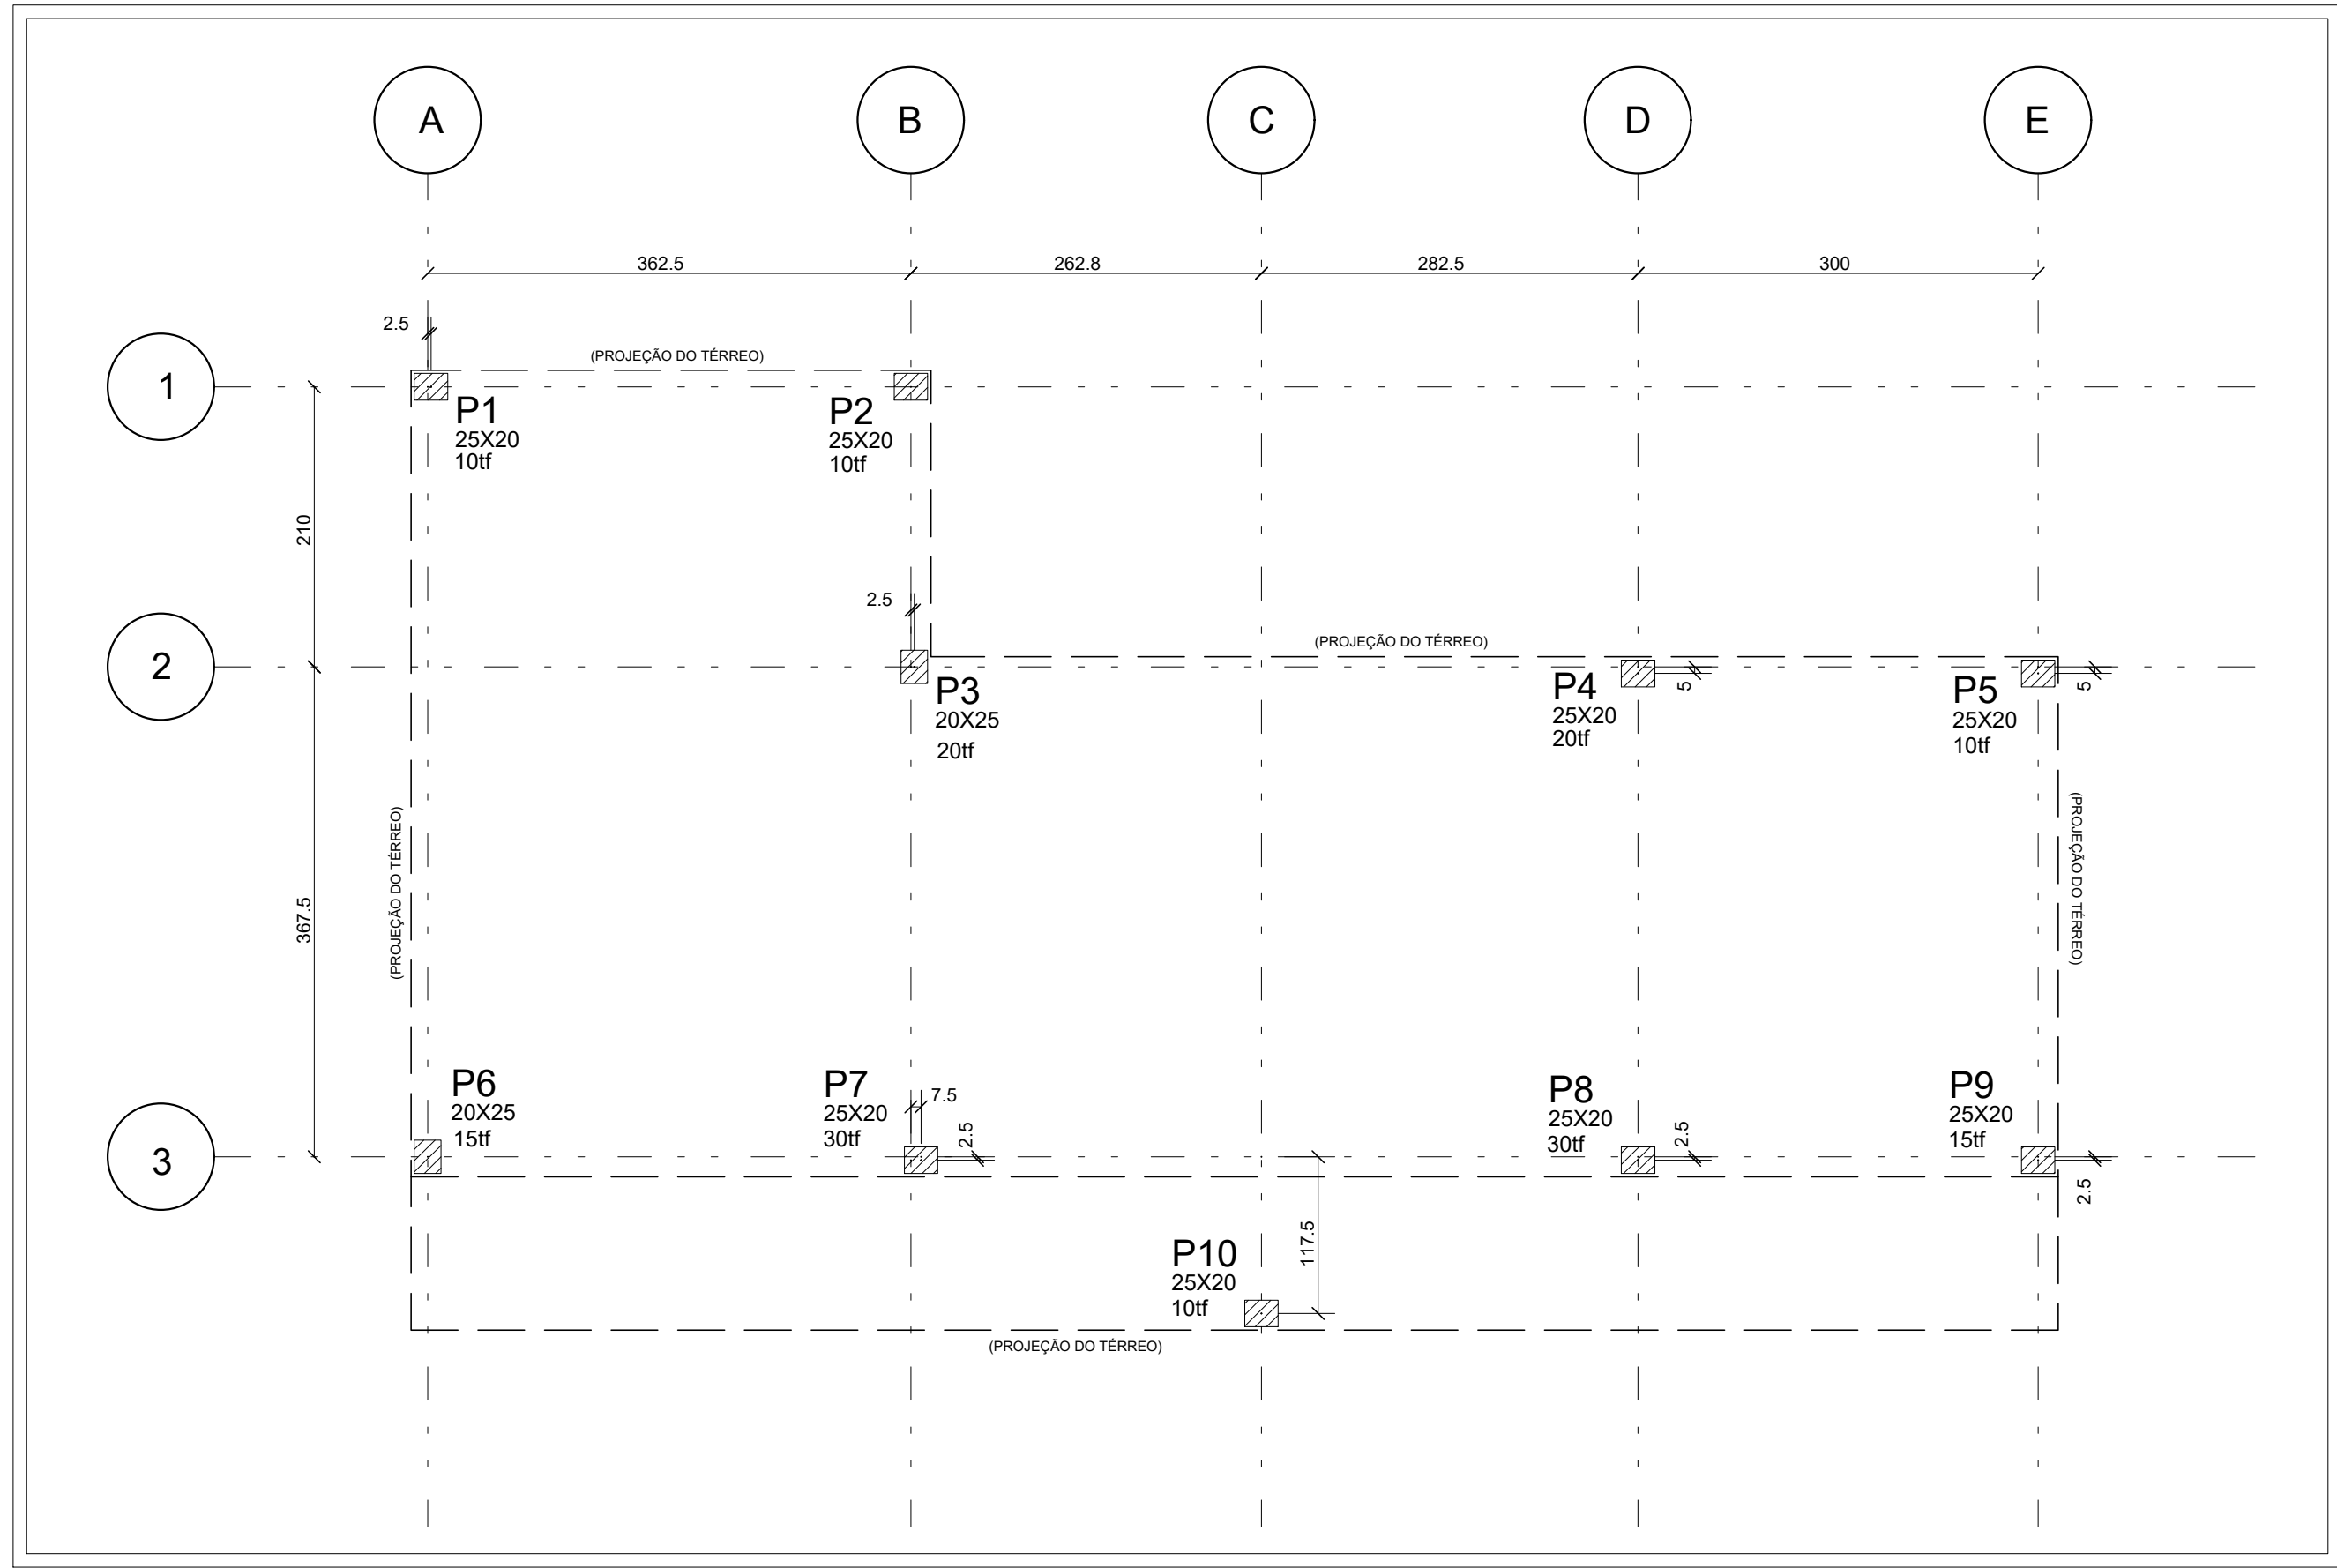 A
B
C
D
E
362.5
262.8
282.5
300
2.5
(PROJEÇÃO DO TÉRREO)
1
P1
25X20
10tf
P2
25X20
10tf
210
2.5
(PROJEÇÃO DO TÉRREO)
2
P3
20X25
20tf
P4
25X20
20tf
5
P5
25X20
10tf
5
367.5
(PROJEÇÃO DO TÉRREO)
(PROJEÇÃO DO TÉRREO)
3
P6
20X25
15tf
P7
25X20
30tf
7.5
2.5
P8
25X20
30tf
2.5
P9
25X20
15tf
2.5
117.5
P10
25X20
10tf
(PROJEÇÃO DO TÉRREO)